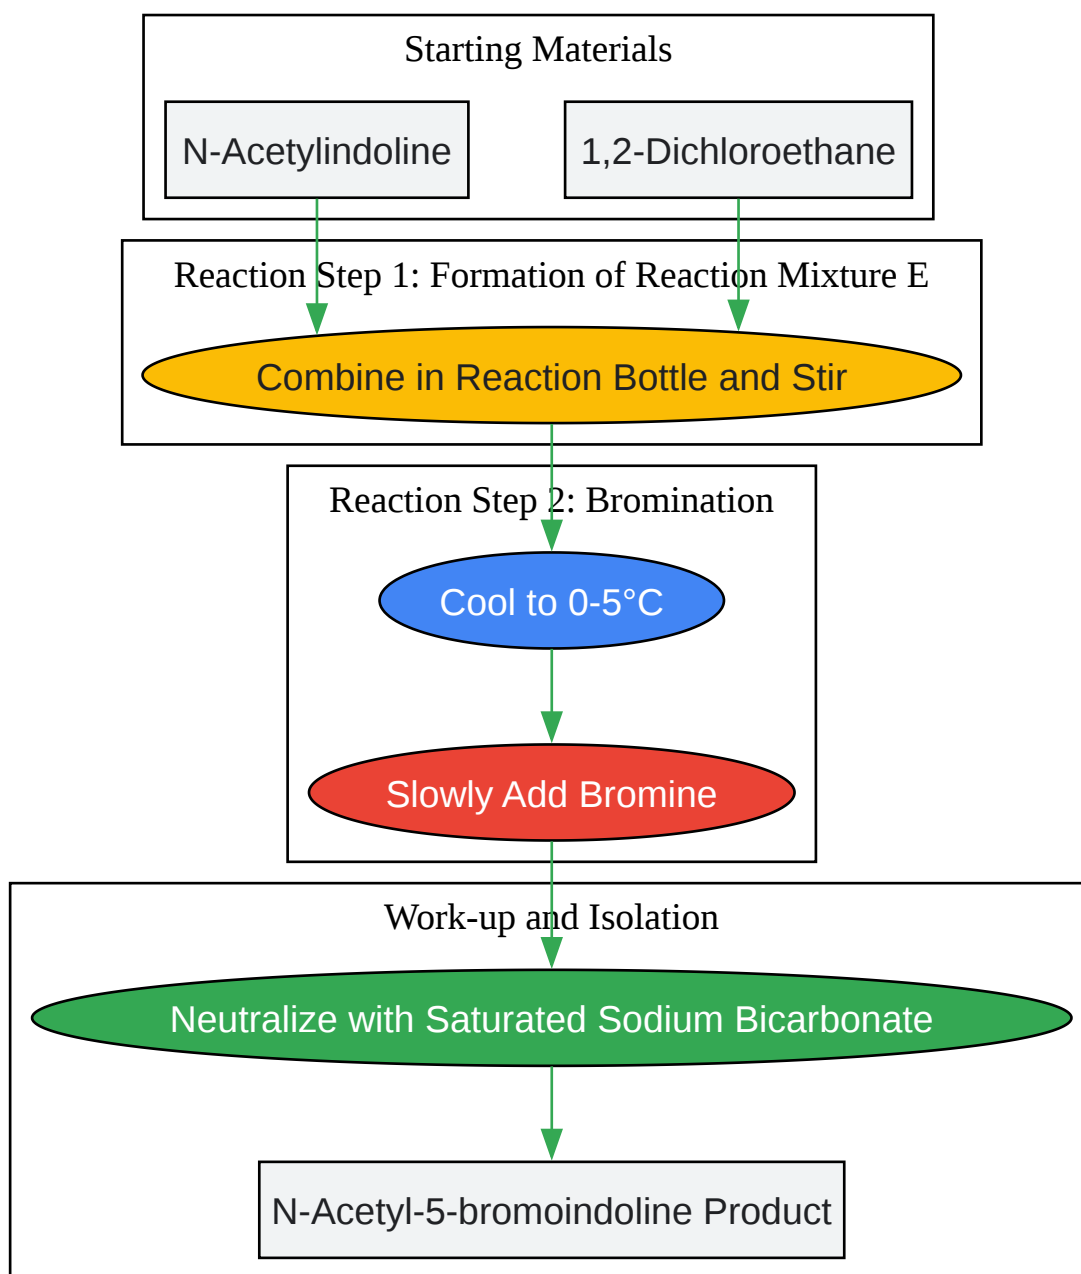 Starting Materials
N-Acetylindoline
1,2-Dichloroethane
Reaction Step 1: Formation of Reaction Mixture E
Combine in Reaction Bottle and Stir
Reaction Step 2: Bromination
Cool to 0-5°C
Slowly Add Bromine
Work-up and Isolation
Neutralize with Saturated Sodium Bicarbonate
N-Acetyl-5-bromoindoline Product